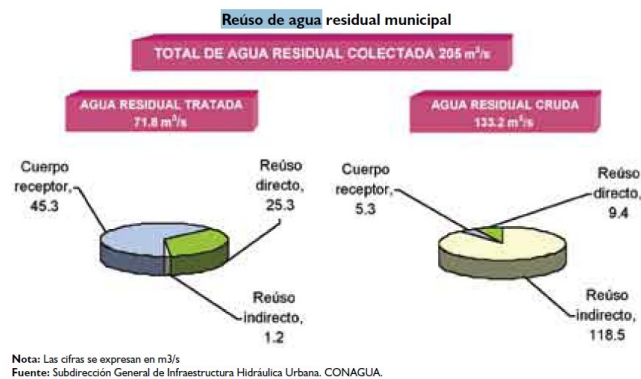 Reúso de agua residual municipal
TOTAL DE AGUA RESIDUAL COLECTADA 205 m³/s
AGUA RESIDUAL TRATADA
71.8 m³/s
AGUA RESIDUAL CRUDA
133.2 m³/s
Cuerpo
receptor,
45.3
Reúso
directo,
25.3
Reúso
indirecto,
1.2
Cuerpo
receptor,
5.3
Reúso
directo,
9.4
Reúso
indirecto,
118.5
Nota: Las cifras se expresan en m3/s
Fuente: Subdirección General de Infraestructura Hidráulica Urbana. CONAGUA.